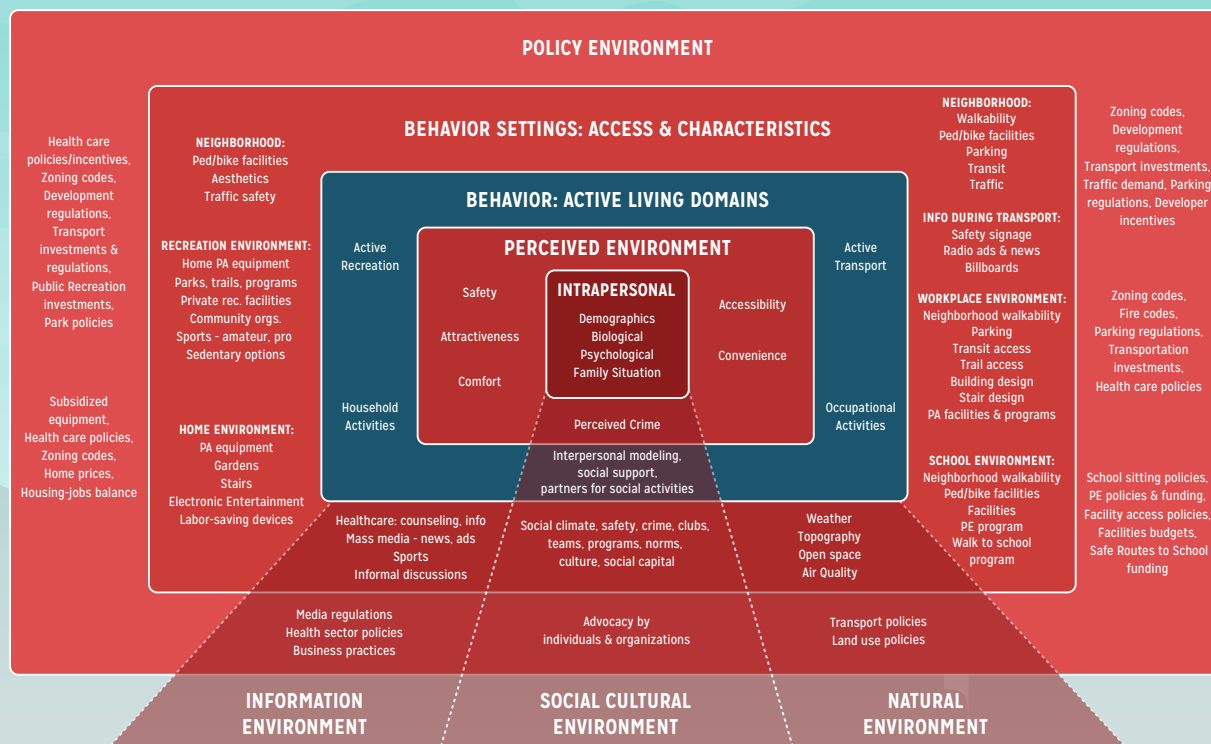 POLICY ENVIRONMENT
Health care
policies/incentives,
Zoning codes,
Development
regulations,
Transport
investments &
regulations,
Public Recreation
investments,
Park policies
Subsidized
equipment,
Health care policies,
Zoning codes,
Home prices,
Housing-jobs balance
BEHAVIOR SETTINGS: ACCESS & CHARACTERISTICS
NEIGHBORHOOD:
Ped/bike facilities
Aesthetics
Traffic safety
RECREATION ENVIRONMENT:
Home PA equipment
Parks, trails, programs
Private rec. facilities
Community orgs.
Sports - amateur, pro
Sedentary options
HOME ENVIRONMENT:
PA equipment
Gardens
Stairs
Electronic Entertainment
Labor-saving devices
BEHAVIOR: ACTIVE LIVING DOMAINS
Active
Recreation
Household
Activities
Active
Transport
Occupational
Activities
PERCEIVED ENVIRONMENT
Safety
Attractiveness
Comfort
INTRAPERSONAL
Demographics
Biological
Psychological
Family Situation
Accessibility
Convenience
Perceived Crime
Interpersonal modeling,
social support,
partners for social activities
NEIGHBORHOOD:
Walkability
Ped/bike facilities
Parking
Transit
Traffic
INFO DURING TRANSPORT:
Safety signage
Radio ads & news
Billboards
WORKPLACE ENVIRONMENT:
Neighborhood walkability
Parking
Transit access
Trail access
Building design
Stair design
PA facilities & programs
SCHOOL ENVIRONMENT:
Neighborhood walkability
Ped/bike facilities
Facilities
PE program
Walk to school
program
Zoning codes,
Development
regulations,
Transport investments,
Traffic demand, Parking
regulations, Developer
incentives
Zoning codes,
Fire codes,
Parking regulations,
Transportation
investments,
Health care policies
School sitting policies,
PE policies & funding,
Facility access policies,
Facilities budgets,
Safe Routes to School
funding
Healthcare: counseling, info
Mass media - news, ads
Sports
Informal discussions
Social climate, safety, crime, clubs,
teams, programs, norms,
culture, social capital
Weather
Topography
Open space
Air Quality
Media regulations
Health sector policies
Business practices
Advocacy by
individuals & organizations
Transport policies
Land use policies
INFORMATION
ENVIRONMENT
SOCIAL CULTURAL
ENVIRONMENT
NATURAL
ENVIRONMENT